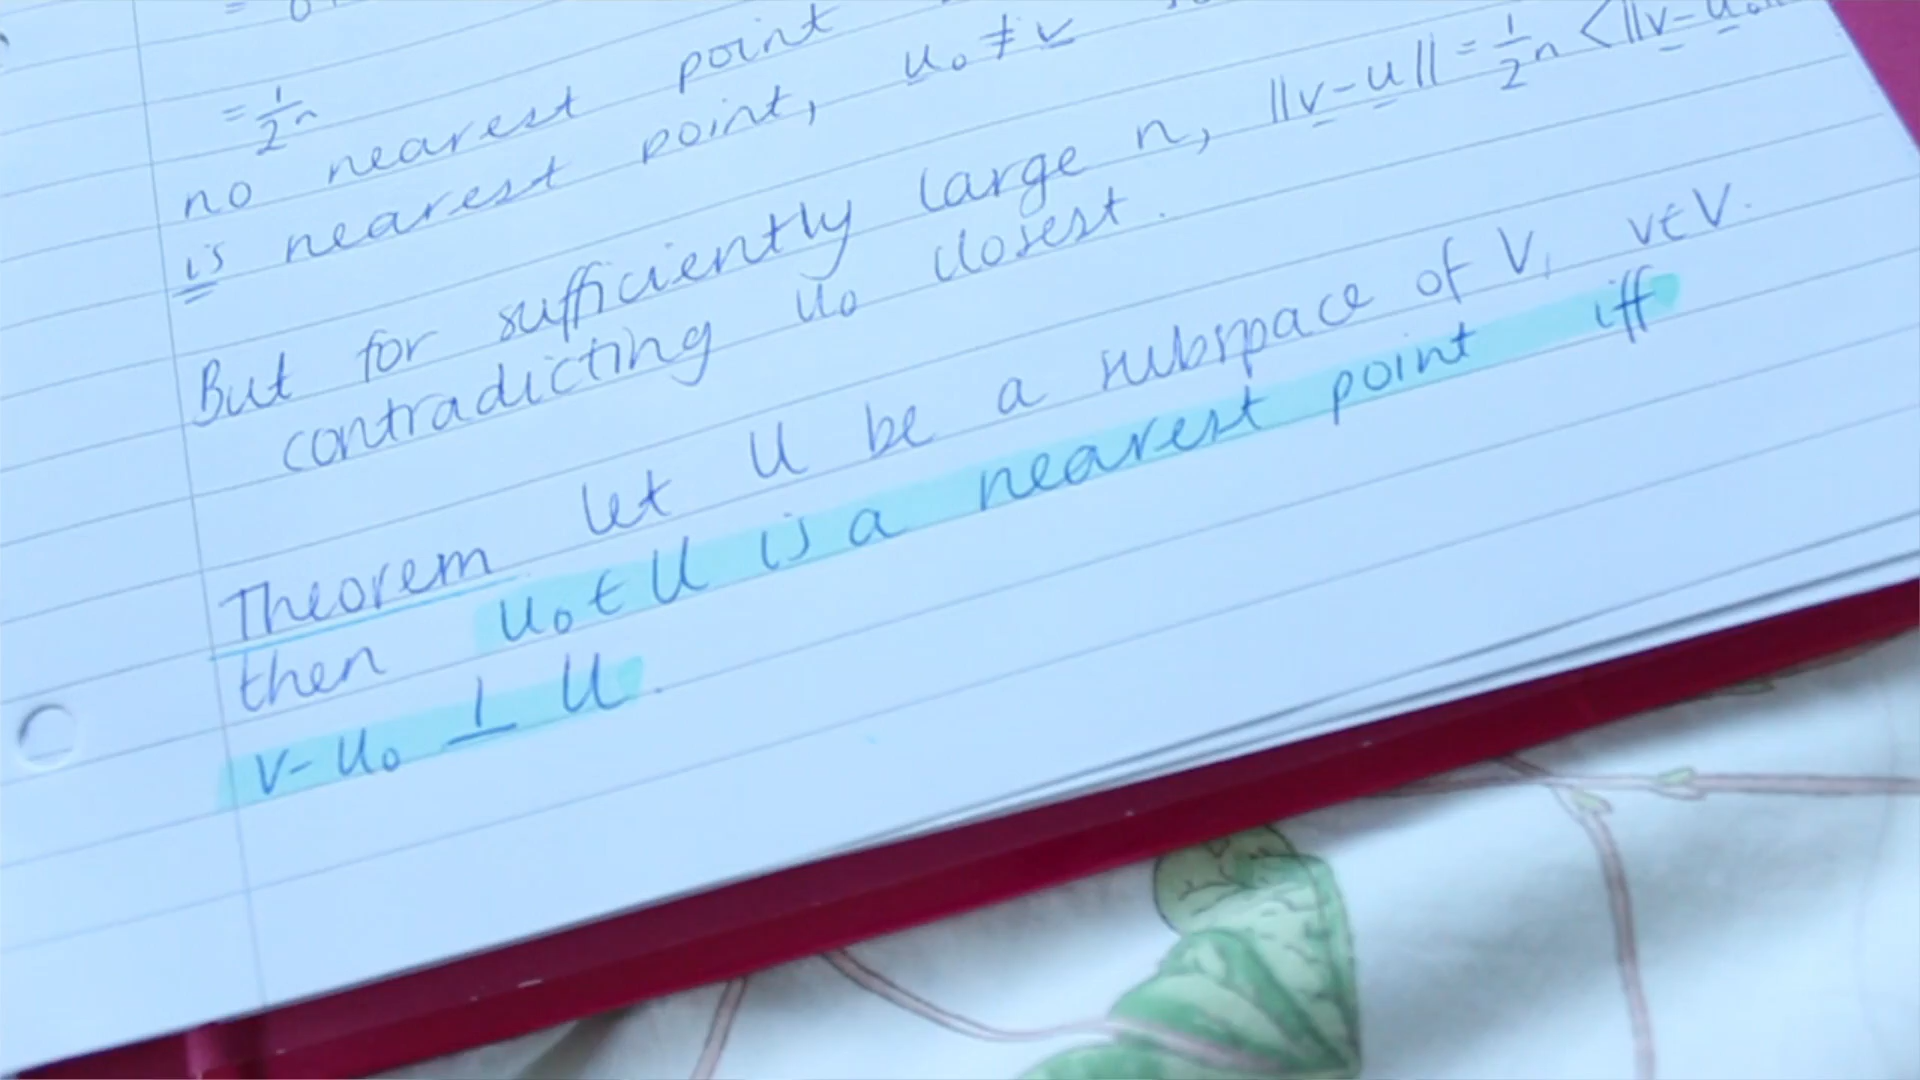 = 1/2n
no nearest point
is nearest point, u₀ ≠ v
But for sufficiently large n, ||v-u|| = 1/2n < ||v-u₀||
contradicting u₀ closest.
Theorem let U be a subspace of V, v∈V.
then u₀ ∈ U is a nearest point iff
v-u₀ ⊥ U.